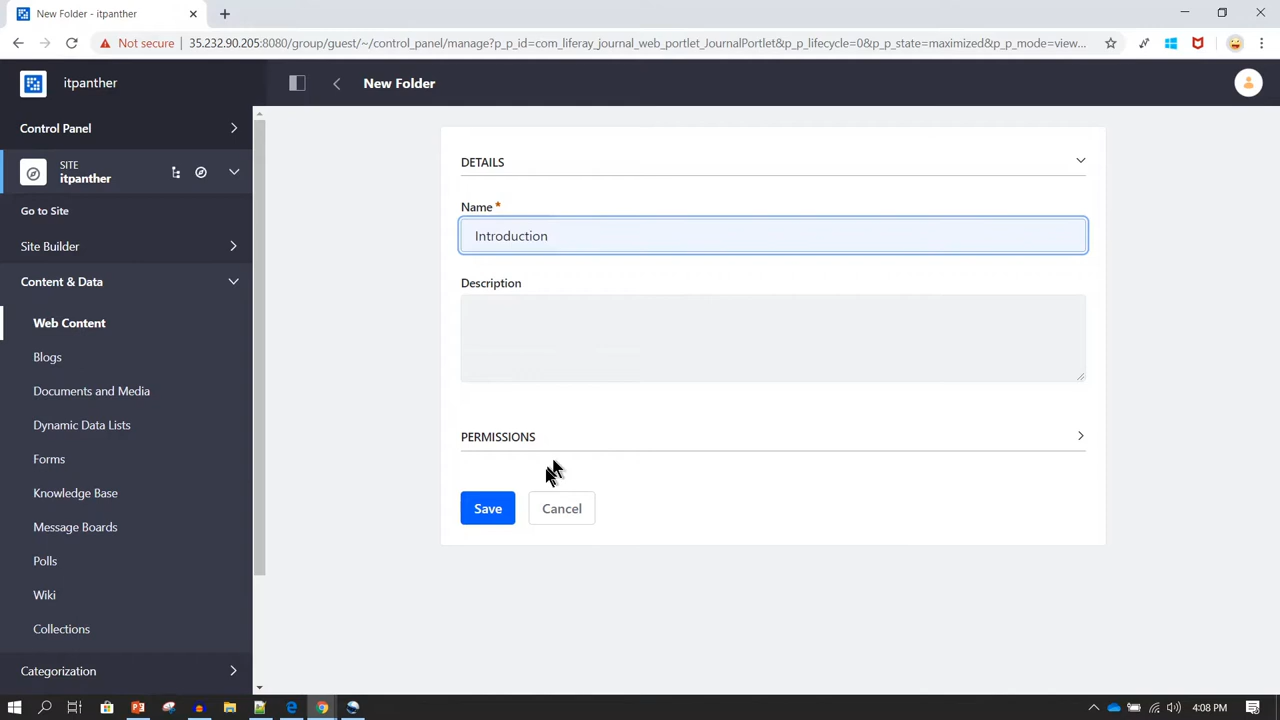 New Folder - itpanther
Not secure
35.232.90.205:8080/group/guest/~/control_panel/manage?p_p_id=com_liferay_journal_web_portlet_JournalPortlet&p_p_lifecycle=0&p_p_state=maximized&p_p_mode=view...
itpanther
New Folder
Control Panel
SITE
itpanther
Go to Site
Site Builder
Content & Data
Web Content
Blogs
Documents and Media
Dynamic Data Lists
Forms
Knowledge Base
Message Boards
Polls
Wiki
Collections
Categorization
DETAILS
Name *
Introduction
Description
PERMISSIONS
Save
Cancel
4:08 PM